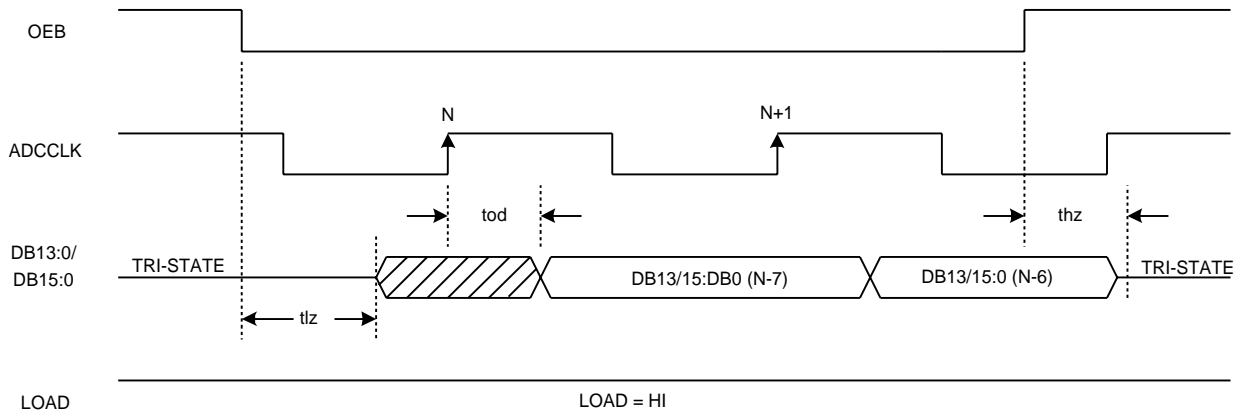 OEB
N
N+1
ADCCLK
tod
thz
DB13:0/
DB15:0
TRI-STATE
DB13/15:DB0 (N-7)
DB13/15:0 (N-6)
TRI-STATE
tlz
LOAD
LOAD = HI